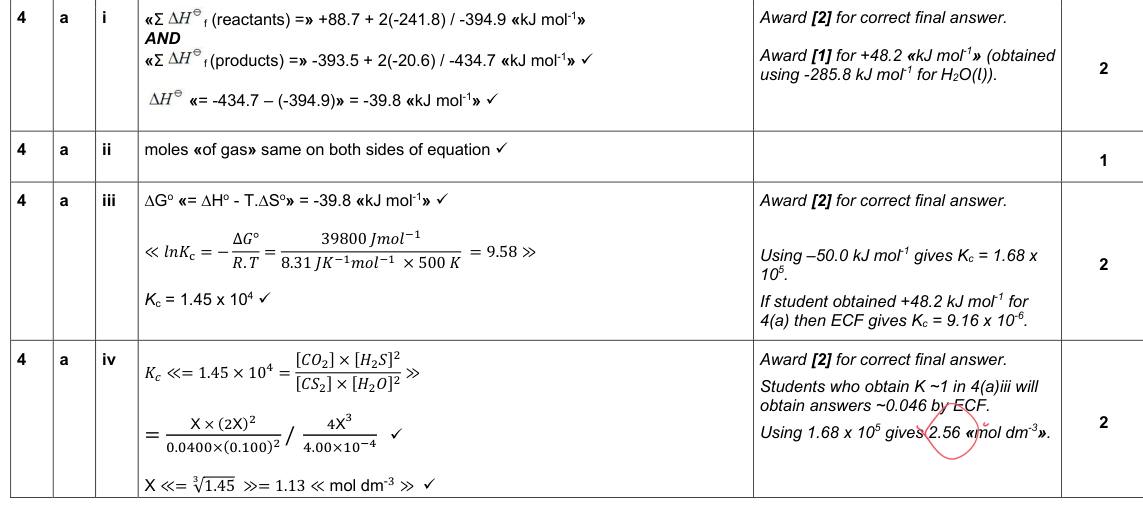 4 a i «Σ ΔH⊖f (reactants) =» +88.7 + 2(-241.8) / -394.9 «kJ mol-1»
AND
«Σ ΔH⊖f (products) =» -393.5 + 2(-20.6) / -434.7 «kJ mol-1» ✓
ΔH⊖ «= -434.7 – (-394.9)» = -39.8 «kJ mol-1» ✓
Award [2] for correct final answer.
Award [1] for +48.2 «kJ mol-1» (obtained
using -285.8 kJ mol-1 for H2O(l)).
2
4 a ii moles «of gas» same on both sides of equation ✓
1
4 a iii ΔGo «= ΔHo - T.ΔSo» = -39.8 «kJ mol-1» ✓
≪ lnKc = − ΔG° / R.T = 39800 Jmol−1 / 8.31 JK−1mol−1 × 500 K = 9.58 ≫
Kc = 1.45 x 104 ✓
Award [2] for correct final answer.
Using –50.0 kJ mol-1 gives Kc = 1.68 x
105.
If student obtained +48.2 kJ mol-1 for
4(a) then ECF gives Kc = 9.16 x 10-6.
2
4 a iv Kc ≪= 1.45 × 104 = [CO2] × [H2S]2 / [CS2] × [H2O]2 ≫
= X × (2X)2 / 0.0400×(0.100)2 / 4X3 / 4.00×10−4 ✓
X ≪= ∛1.45 ≫= 1.13 ≪ mol dm-3 ≫ ✓
Award [2] for correct final answer.
Students who obtain K ~1 in 4(a)iii will
obtain answers ~0.046 by ECF.
Using 1.68 x 105 gives 2.56 «mol dm-3».
2